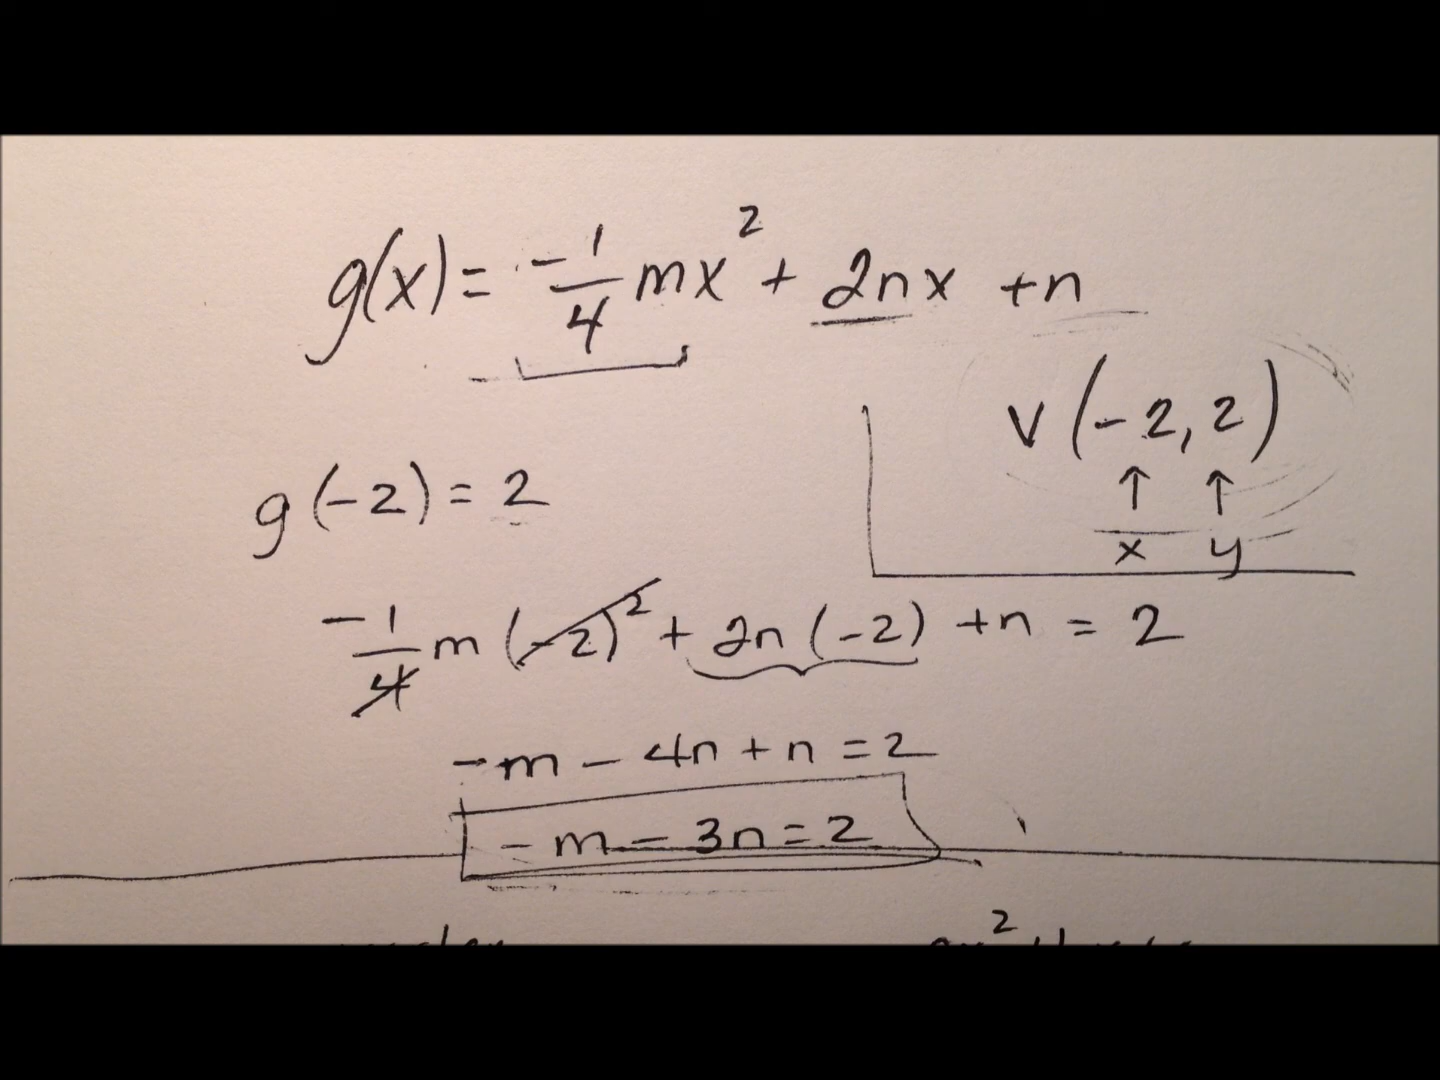 g(x) = -1/4 mx² + 2nx + n
V(-2, 2)
↑ ↑
x y
g(-2) = 2
-1/4 m(-2)² + 2n(-2) + n = 2
-m - 4n + n = 2
-m - 3n = 2